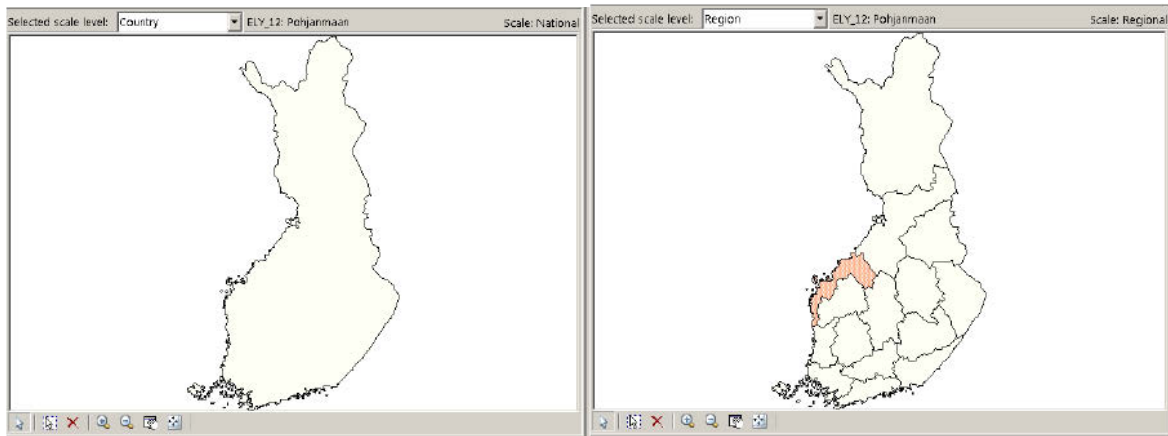 Selected scale level: Country ELY_12: Pohjanmaan Scale: National
Selected scale level: Region ELY_12: Pohjanmaan Scale: Regional